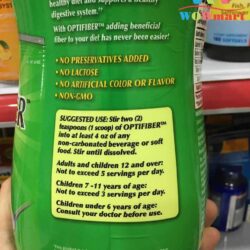 healthy diet and supports a healthy
digestive system.**
With OPTIFIBER™ adding beneficial
fiber to your diet has never been easier!
• NO PRESERVATIVES ADDED
• NO LACTOSE
• NO ARTIFICIAL COLOR OR FLAVOR
• NON-GMO
SUGGESTED USE: Stir two (2)
teaspoons (1 scoop) of OPTIFIBER™
into at least 4 oz of any
non-carbonated beverage or soft
food. Stir until dissolved.
Adults and children 12 and over:
Not to exceed 5 servings per day.
Children 7 -11 years of age:
Not to exceed 3 servings per day.
Children under 6 years of age:
Consult your doctor before use.